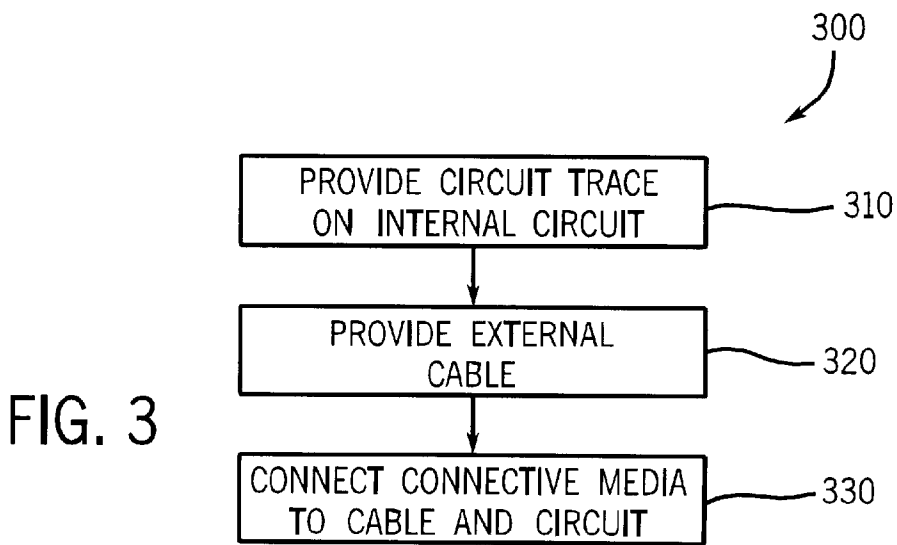 300
PROVIDE CIRCUIT TRACE
ON INTERNAL CIRCUIT
310
PROVIDE EXTERNAL
CABLE
320
FIG. 3
CONNECT CONNECTIVE MEDIA
TO CABLE AND CIRCUIT
330